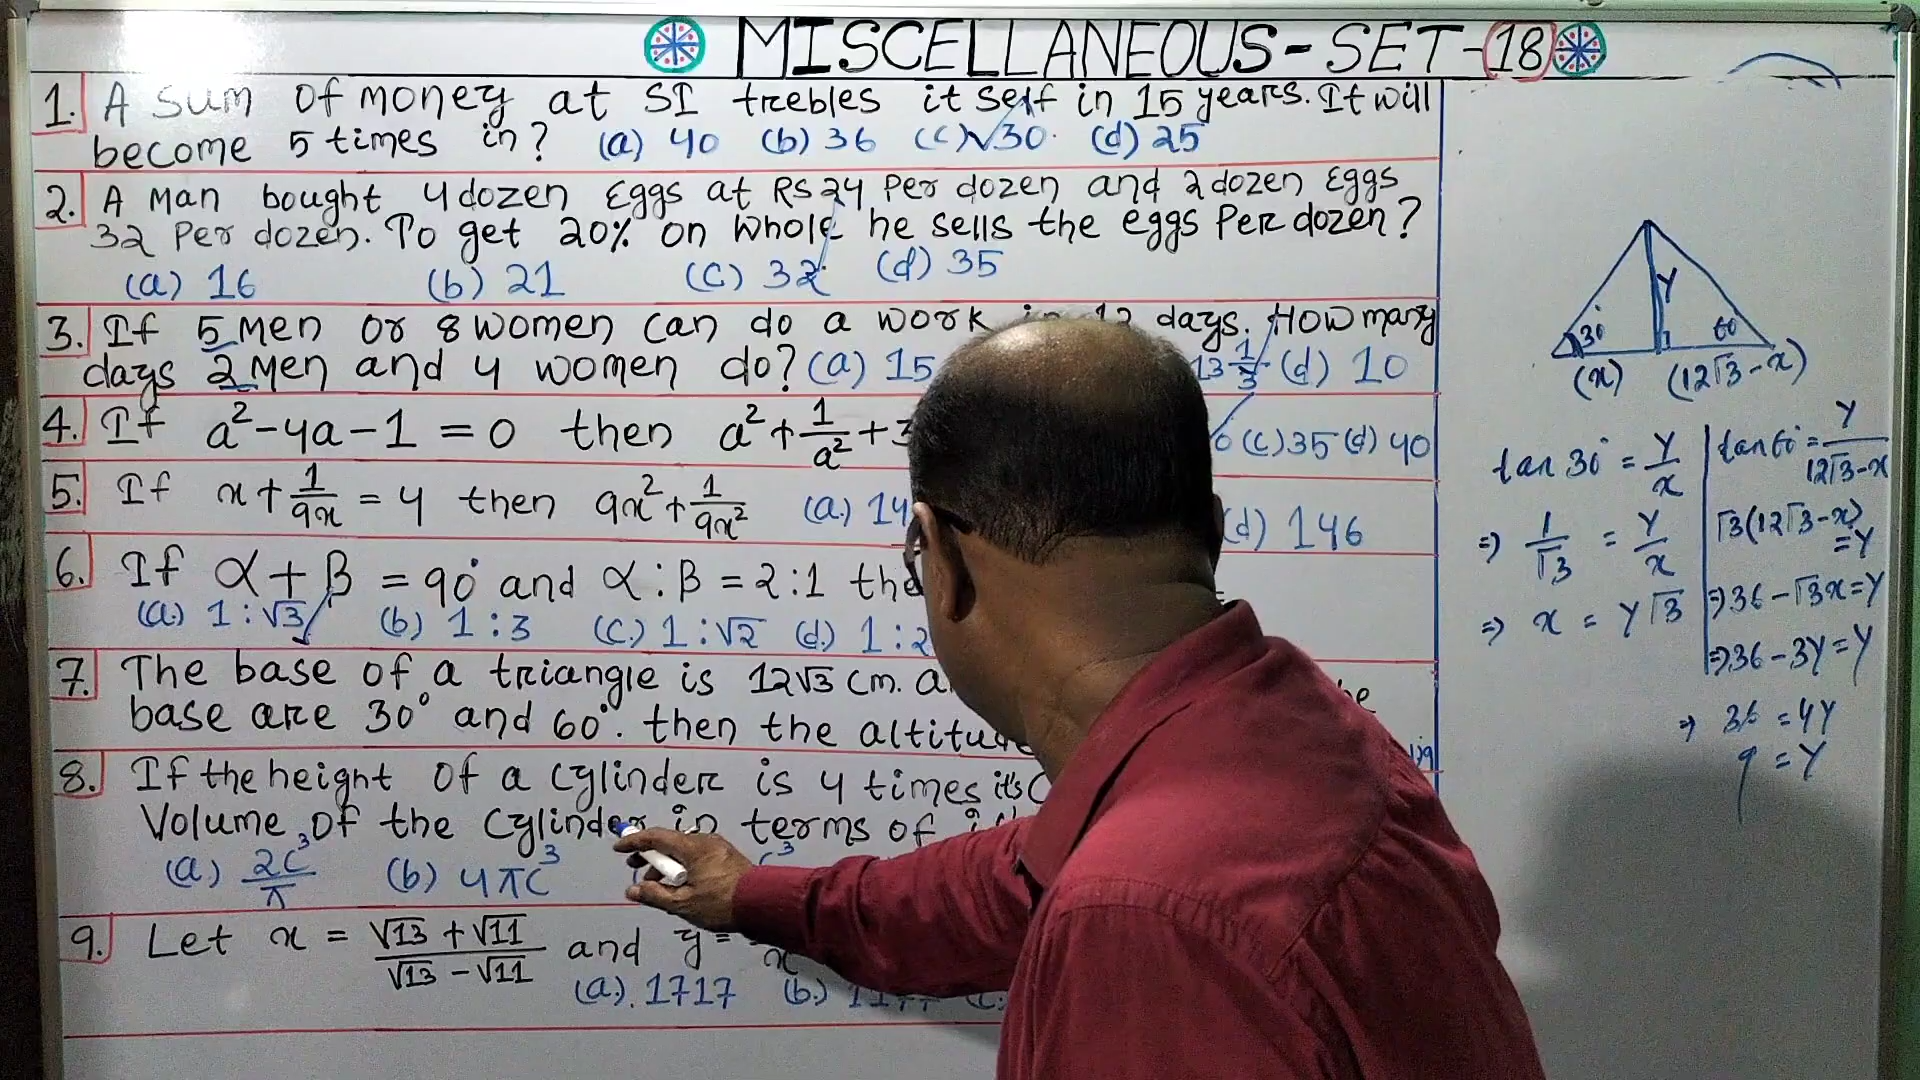 MISCELLANEOUS-SET-18
1. A sum of money at SI trebles it self in 15 years. It will
become 5 times in? (a) 40 (b) 36 (c) √30. (d) 25
2. A Man bought 4 dozen Eggs at RS 24 Per dozen and 2 dozen Eggs
32 Per dozen. To get 20% on whole he sells the eggs Per dozen?
(a) 16 (b) 21 (c) 32 (d) 35
3. If 5 Men or 8 women can do a work in 12 days. How many
days 2 Men and 4 women do? (a) 15 13 1/3 (d) 10
4. If a²-4a-1=0 then a²+1/a²+3 (c) 35 (d) 40
5. If x+1/9x=4 then 9x²+1/9x² (a.) 14 (d) 146
6. If α+β=90° and α:β=2:1 the
(a.) 1:√3 (b) 1:3 (c.) 1:√2 (d.) 1:2
7. The base of a triangle is 12√3 cm.
base are 30° and 60°. then the altitude
8. If the height of a cylinder is 4 times it's
Volume of the cylinder in terms of
(a) 2C³/π (b) 4πC³ C³
9. Let x = √13+√11/√13-√11 and y=
(a.) 1717 (b.) 1177 (c.
Y
30° 60°
(x) (12√3-x)
tan 30° = Y/x
⇒ 1/√3 = Y/x
⇒ x = Y√3
tan 60° = Y/12√3-x
√3(12√3-x)
=Y
⇒36-√3x=Y
⇒36-3Y=Y
⇒ 36 = 4Y
9 = Y